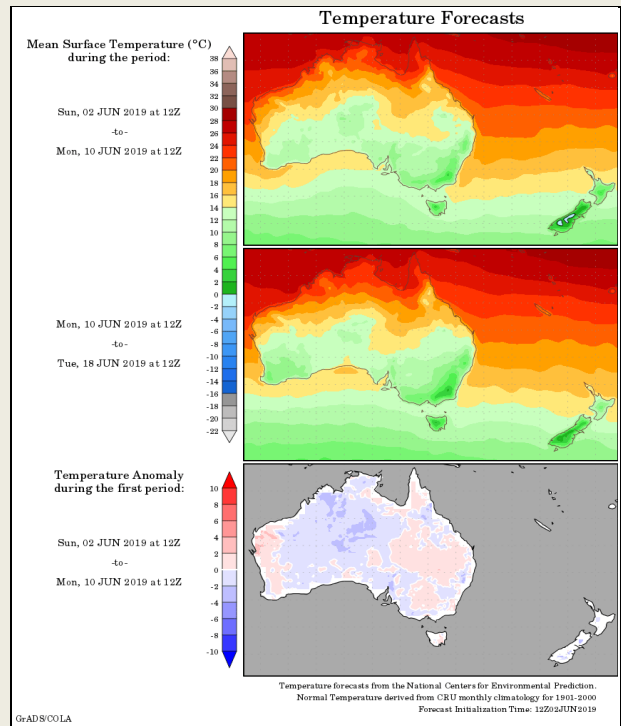 Temperature Forecasts
Mean Surface Temperature (°C)
during the period:
38
36
34
32
30
28
26
24
22
20
18
16
14
12
10
8
6
4
2
0
-2
-4
-6
-8
-10
-12
-14
-16
-18
-20
-22
Sun, 02 JUN 2019 at 12Z
-to-
Mon, 10 JUN 2019 at 12Z
Mon, 10 JUN 2019 at 12Z
-to-
Tue, 18 JUN 2019 at 12Z
Temperature Anomaly
during the first period:
10
8
6
4
2
0
-2
-4
-6
-8
-10
Sun, 02 JUN 2019 at 12Z
-to-
Mon, 10 JUN 2019 at 12Z
Temperature forecasts from the National Centers for Environmental Prediction.
Normal Temperature derived from CRU monthly climatology for 1901-2000
Forecast Initialization Time: 12Z02JUN2019
GrADS/COLA